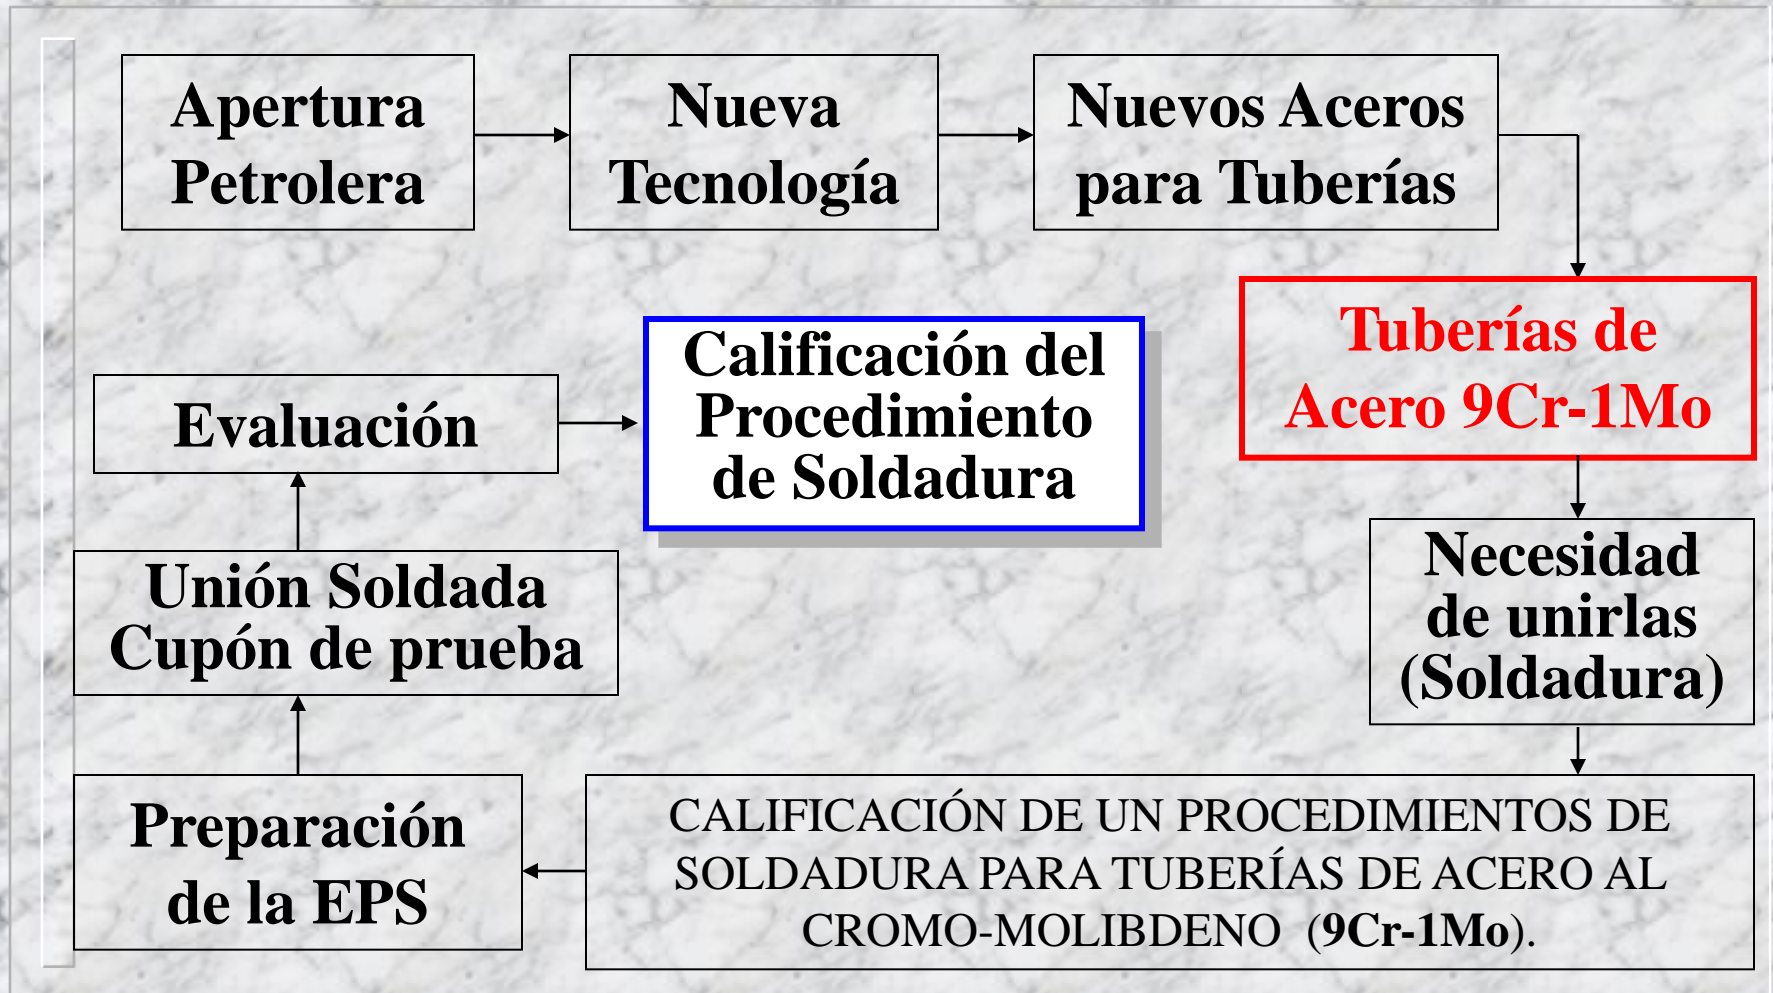 Apertura
Petrolera
Nueva
Tecnología
Nuevos Aceros
para Tuberías
Tuberías de
Acero 9Cr-1Mo
Necesidad
de unirlas
(Soldadura)
CALIFICACIÓN DE UN PROCEDIMIENTOS DE
SOLDADURA PARA TUBERÍAS DE ACERO AL
CROMO-MOLIBDENO (9Cr-1Mo).
Preparación
de la EPS
Unión Soldada
Cupón de prueba
Evaluación
Calificación del
Procedimiento
de Soldadura